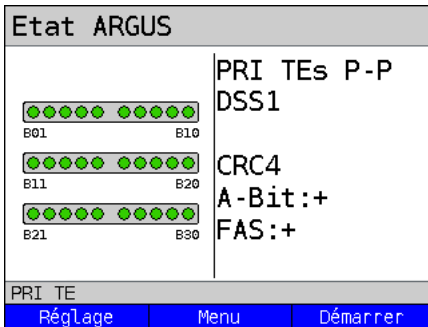 Etat ARGUS
PRI TEs P-P
DSS1
B01 B10
CRC4
B11 B20
A-Bit:+
FAS:+
B21 B30
PRI TE
Réglage Menu Démarrer